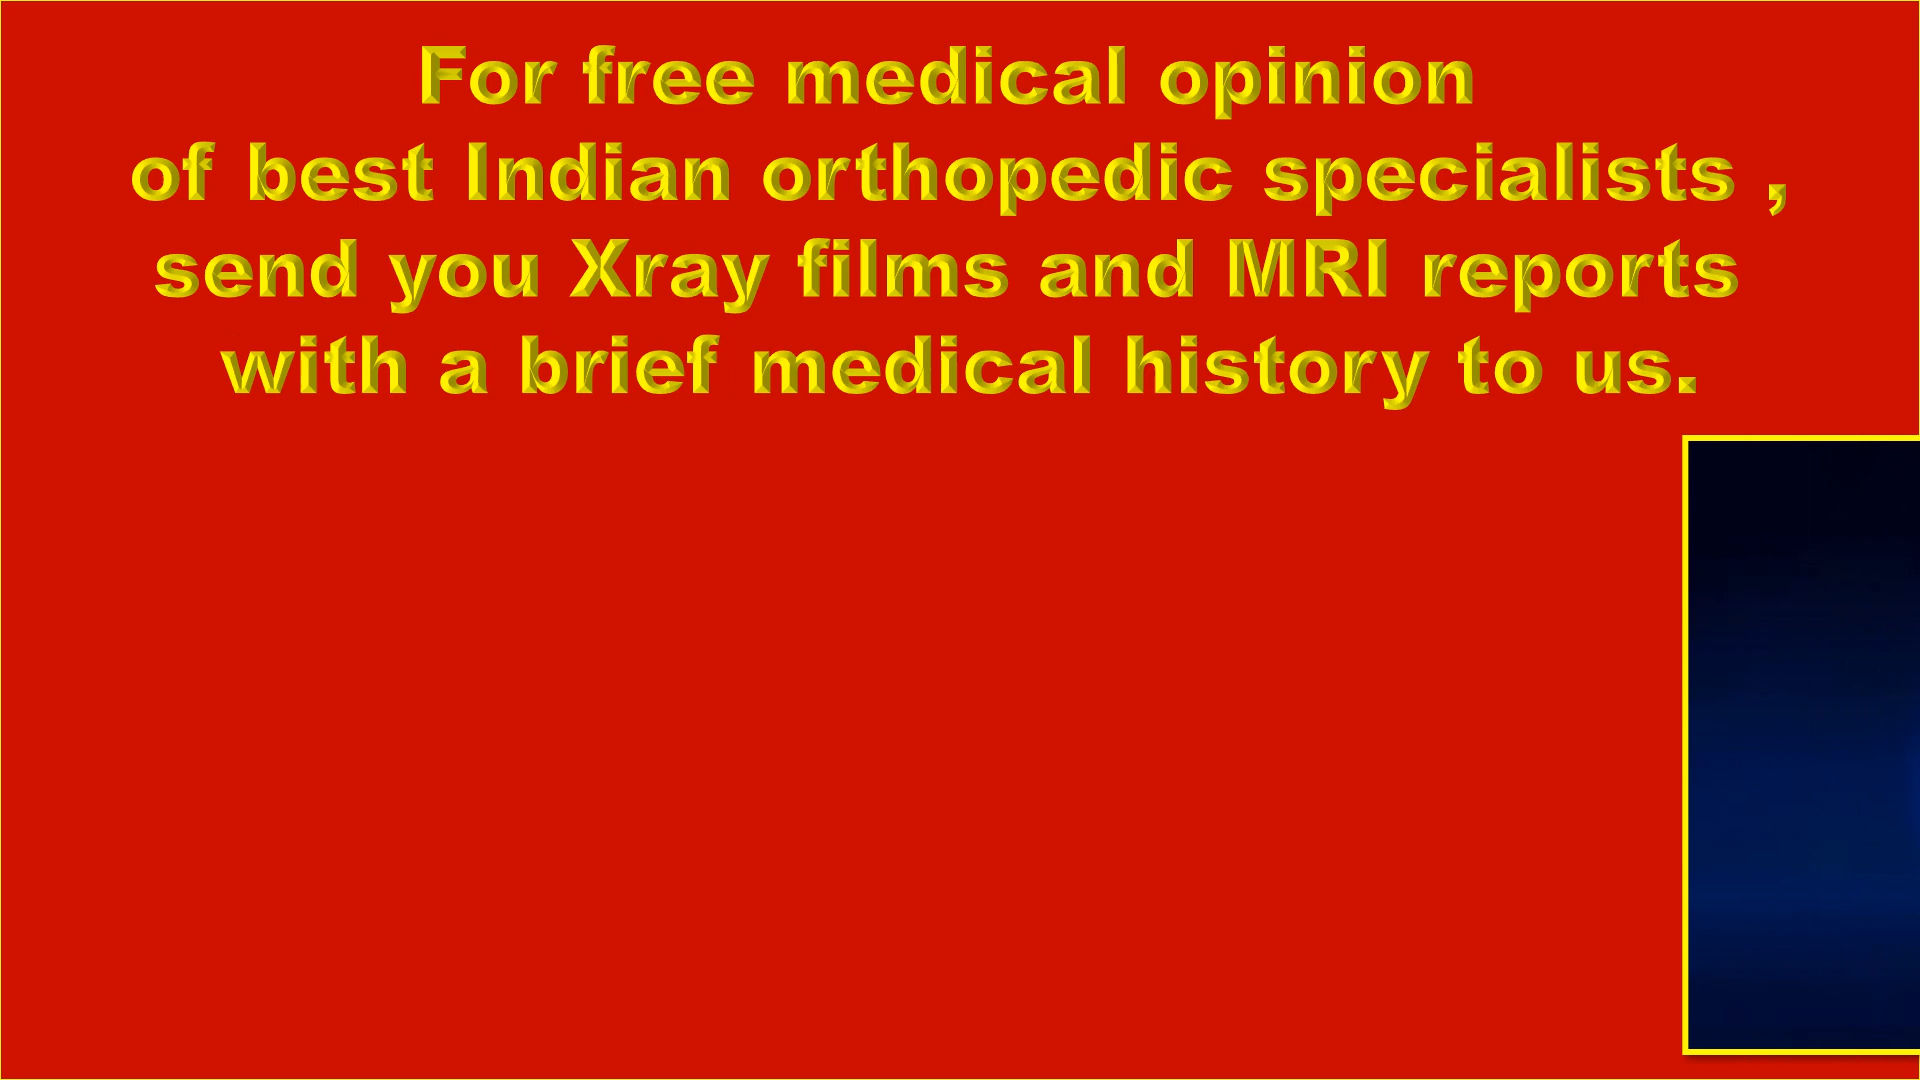 For free medical opinion
of best Indian orthopedic specialists ,
send you Xray films and MRI reports
with a brief medical history to us.